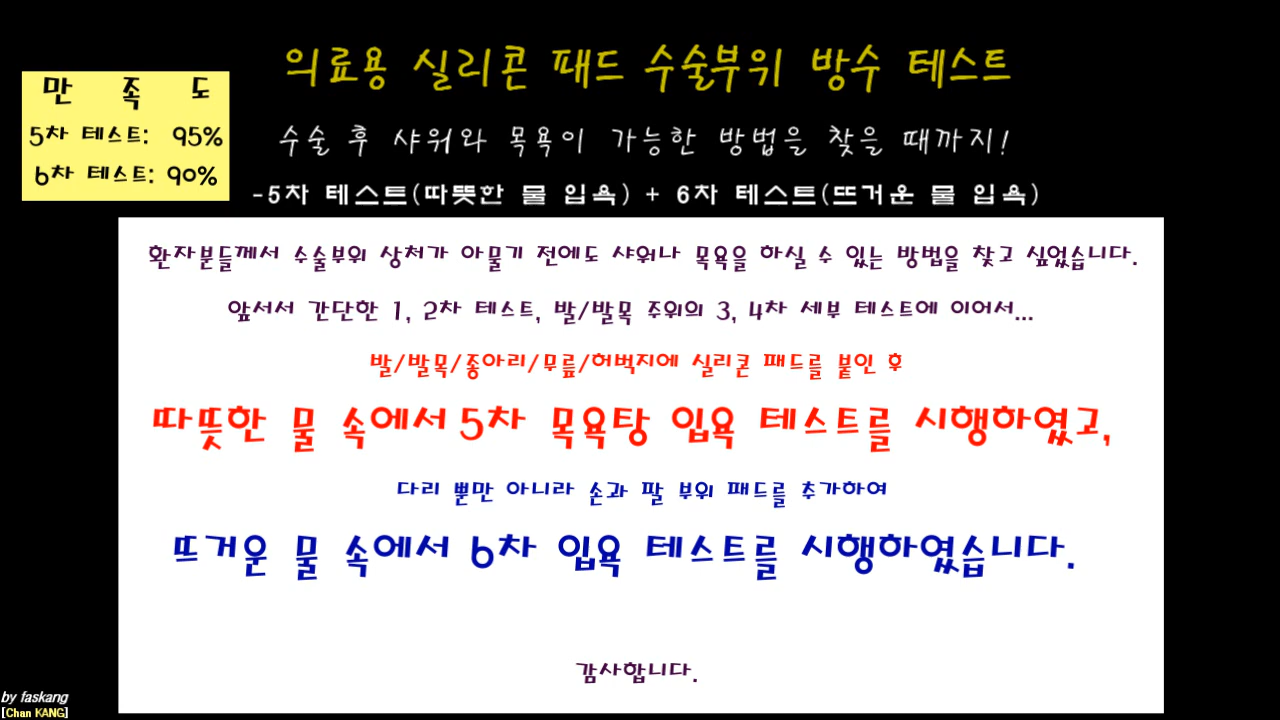 의료용 실리콘 패드 수술부위 방수 테스트
만 족 도
5차 테스트: 95%
6차 테스트: 90%
수술 후 샤워와 목욕이 가능한 방법을 찾을 때까지!
-5차 테스트(따뜻한 물 입욕) + 6차 테스트(뜨거운 물 입욕)
환자분들께서 수술부위 상처가 아물기 전에도 샤워나 목욕을 하실 수 있는 방법을 찾고 싶었습니다.
앞서서 간단한 1, 2차 테스트, 발/발목 주위의 3, 4차 세부 테스트에 이어서...
발/발목/종아리/무릎/허벅지에 실리콘 패드를 붙인 후
따뜻한 물 속에서 5차 목욕탕 입욕 테스트를 시행하였고,
다리 뿐만 아니라 손과 팔 부위 패드를 추가하여
뜨거운 물 속에서 6차 입욕 테스트를 시행하였습니다.
감사합니다.
by faskang
[Chan KANG]